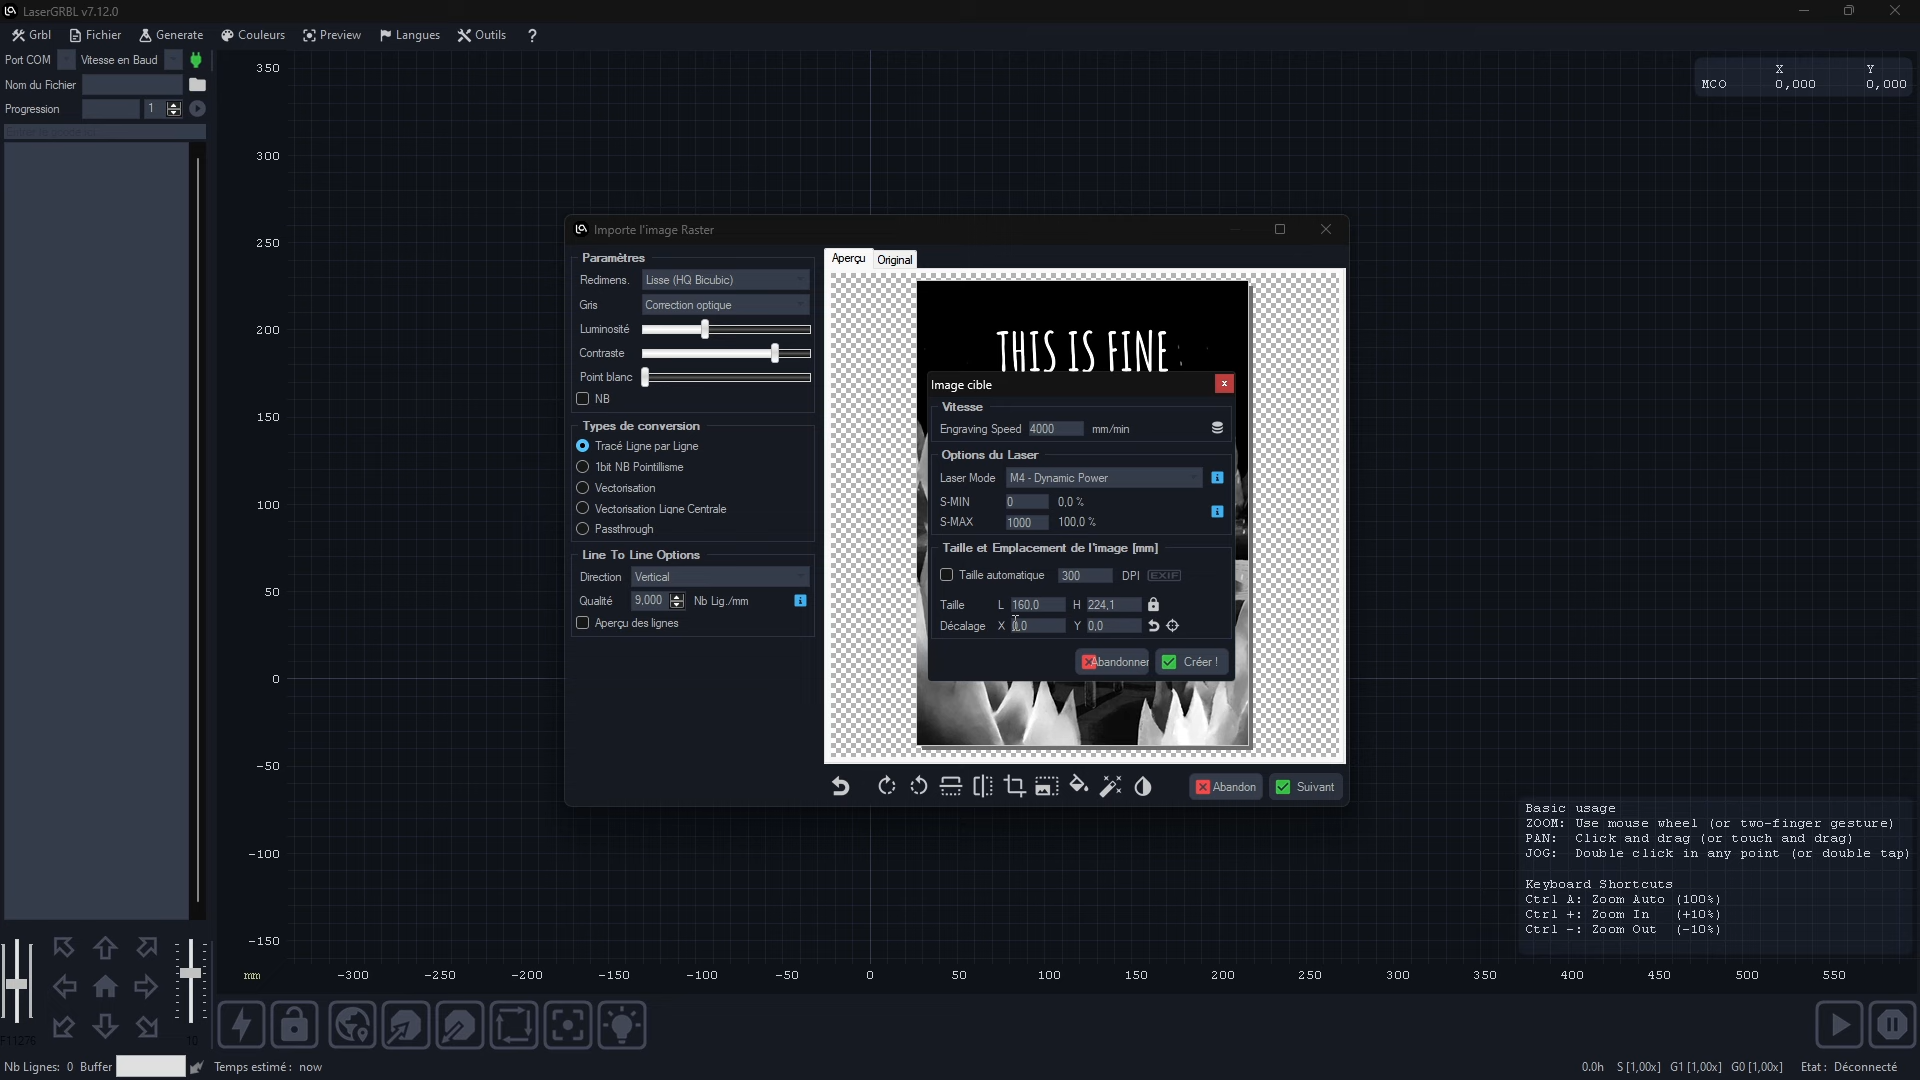 LaserGRBL v7.12.0
Grbl Fichier Generate Couleurs Preview Langues Outils ?
Port COM Vitesse en Baud
Nom du Fichier
Progression 1
350
300
250
200
150
100
50
0
-50
-100
-150
mm -300 -250 -200 -150 -100 -50 0 50 100 150 200 250 300 350 400 450 500 550
X Y
MCO 0,000 0,000
Importe l'image Raster
Paramètres
Redimens. Lisse (HQ Bicubic)
Gris Correction optique
Luminosité
Contraste
Point blanc
NB
Types de conversion
Tracé Ligne par Ligne
1bit NB Pointillisme
Vectorisation
Vectorisation Ligne Centrale
Passthrough
Line To Line Options
Direction Vertical
Qualité 9,000 Nb Lig./mm
Aperçu des lignes
Aperçu Original
THIS IS FINE
Image cible
Vitesse
Engraving Speed 4000 mm/min
Options du Laser
Laser Mode M4 - Dynamic Power
S-MIN 0 0,0 %
S-MAX 1000 100,0 %
Taille et Emplacement de l'image [mm]
Taille automatique 300 DPI EXIF
Taille L 160,0 H 224,1
Décalage X 0,0 Y 0,0
Abandonner Créer !
Abandon Suivant
Basic usage
ZOOM: Use mouse wheel (or two-finger gesture)
PAN: Click and drag (or touch and drag)
JOG: Double click in any point (or double tap)
Keyboard Shortcuts
Ctrl A: Zoom Auto (100%)
Ctrl +: Zoom In (+10%)
Ctrl -: Zoom Out (-10%)
10
Nb Lignes: 0 Buffer Temps estimé: now
0.0h S [1,00x] G1 [1,00x] G0 [1,00x] Etat: Déconnecté